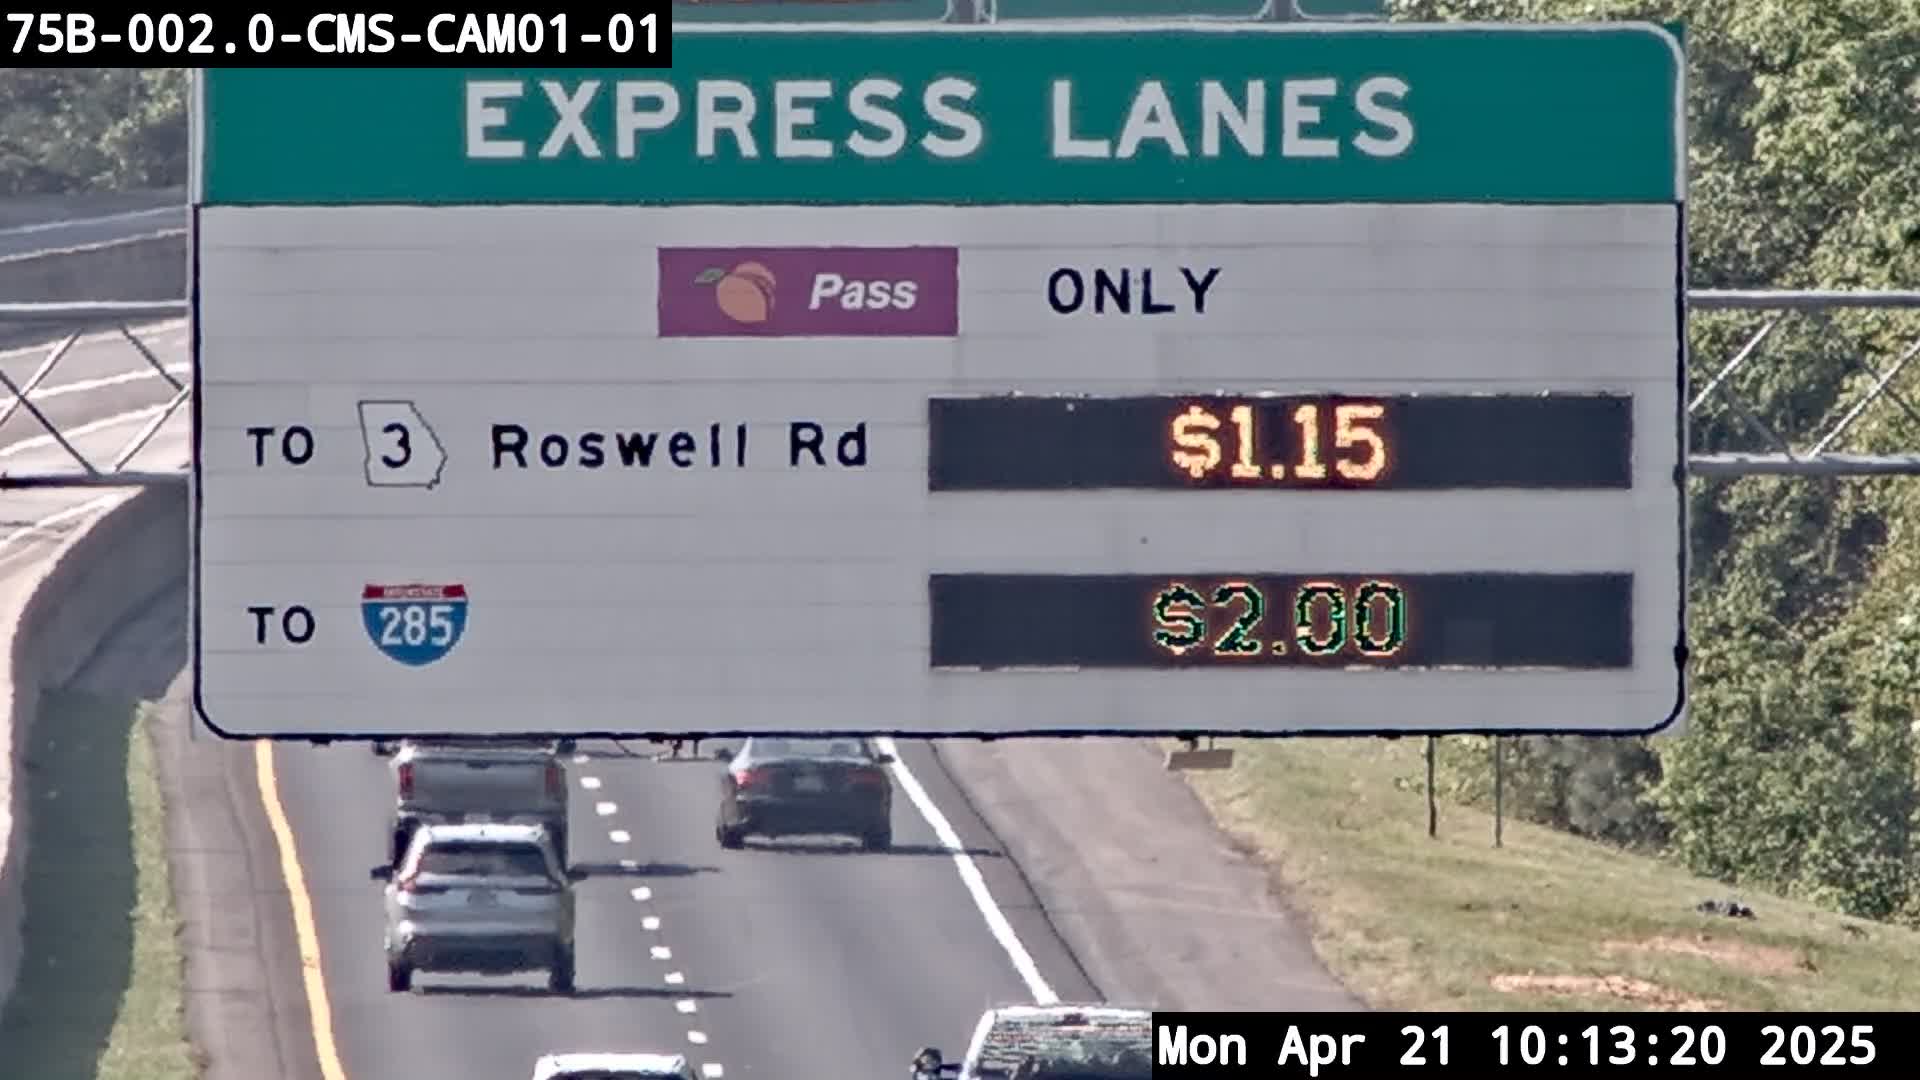 75B-002.0-CMS-CAM01-01
EXPRESS LANES
Pass ONLY
TO 3 Roswell Rd $1.15
INTERSTATE
TO 285 $2.00
Mon Apr 21 10:13:20 2025